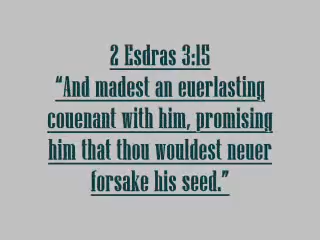 2 Esdras 3:15
“And madest an euerlasting
couenant with him, promising
him that thou wouldest neuer
forsake his seed.”